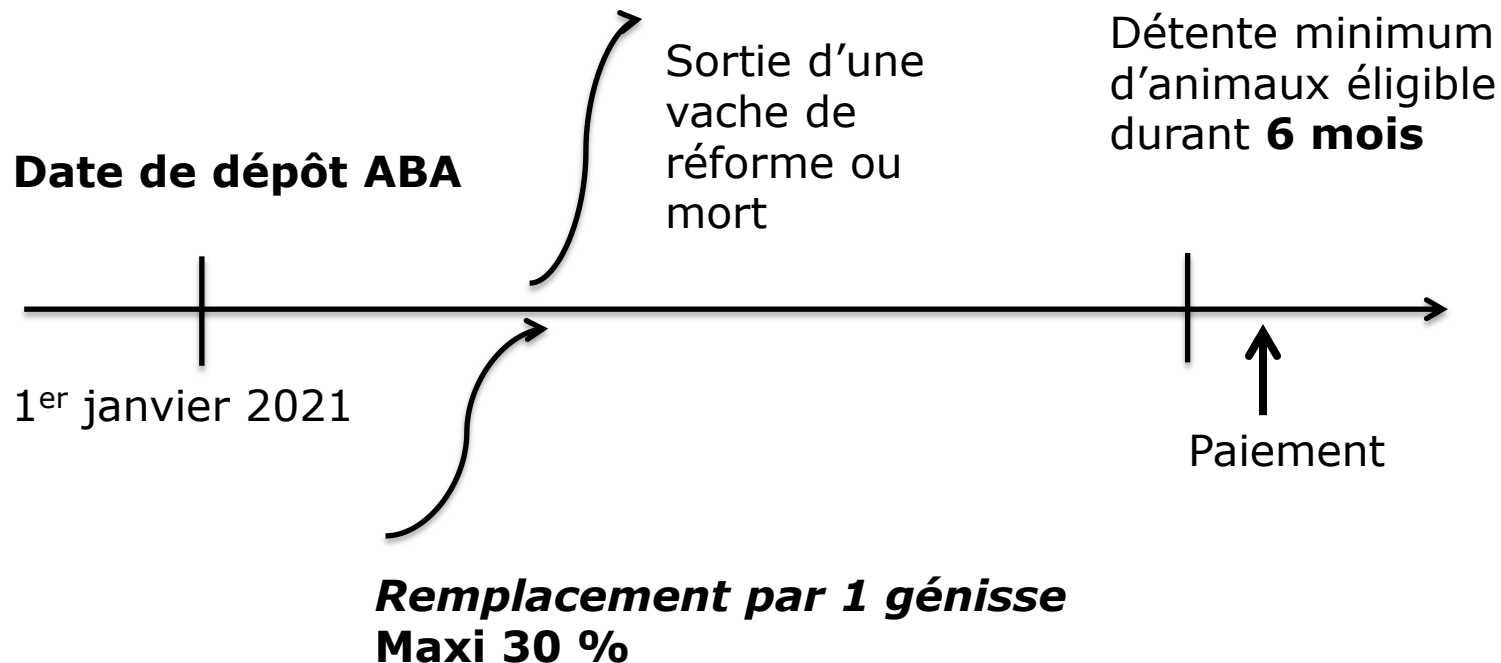 Date de dépôt ABA
1er janvier 2021
Sortie d’une
vache de
réforme ou
mort
Remplacement par 1 génisse
Maxi 30 %
Détente minimum
d’animaux éligible
durant 6 mois
Paiement